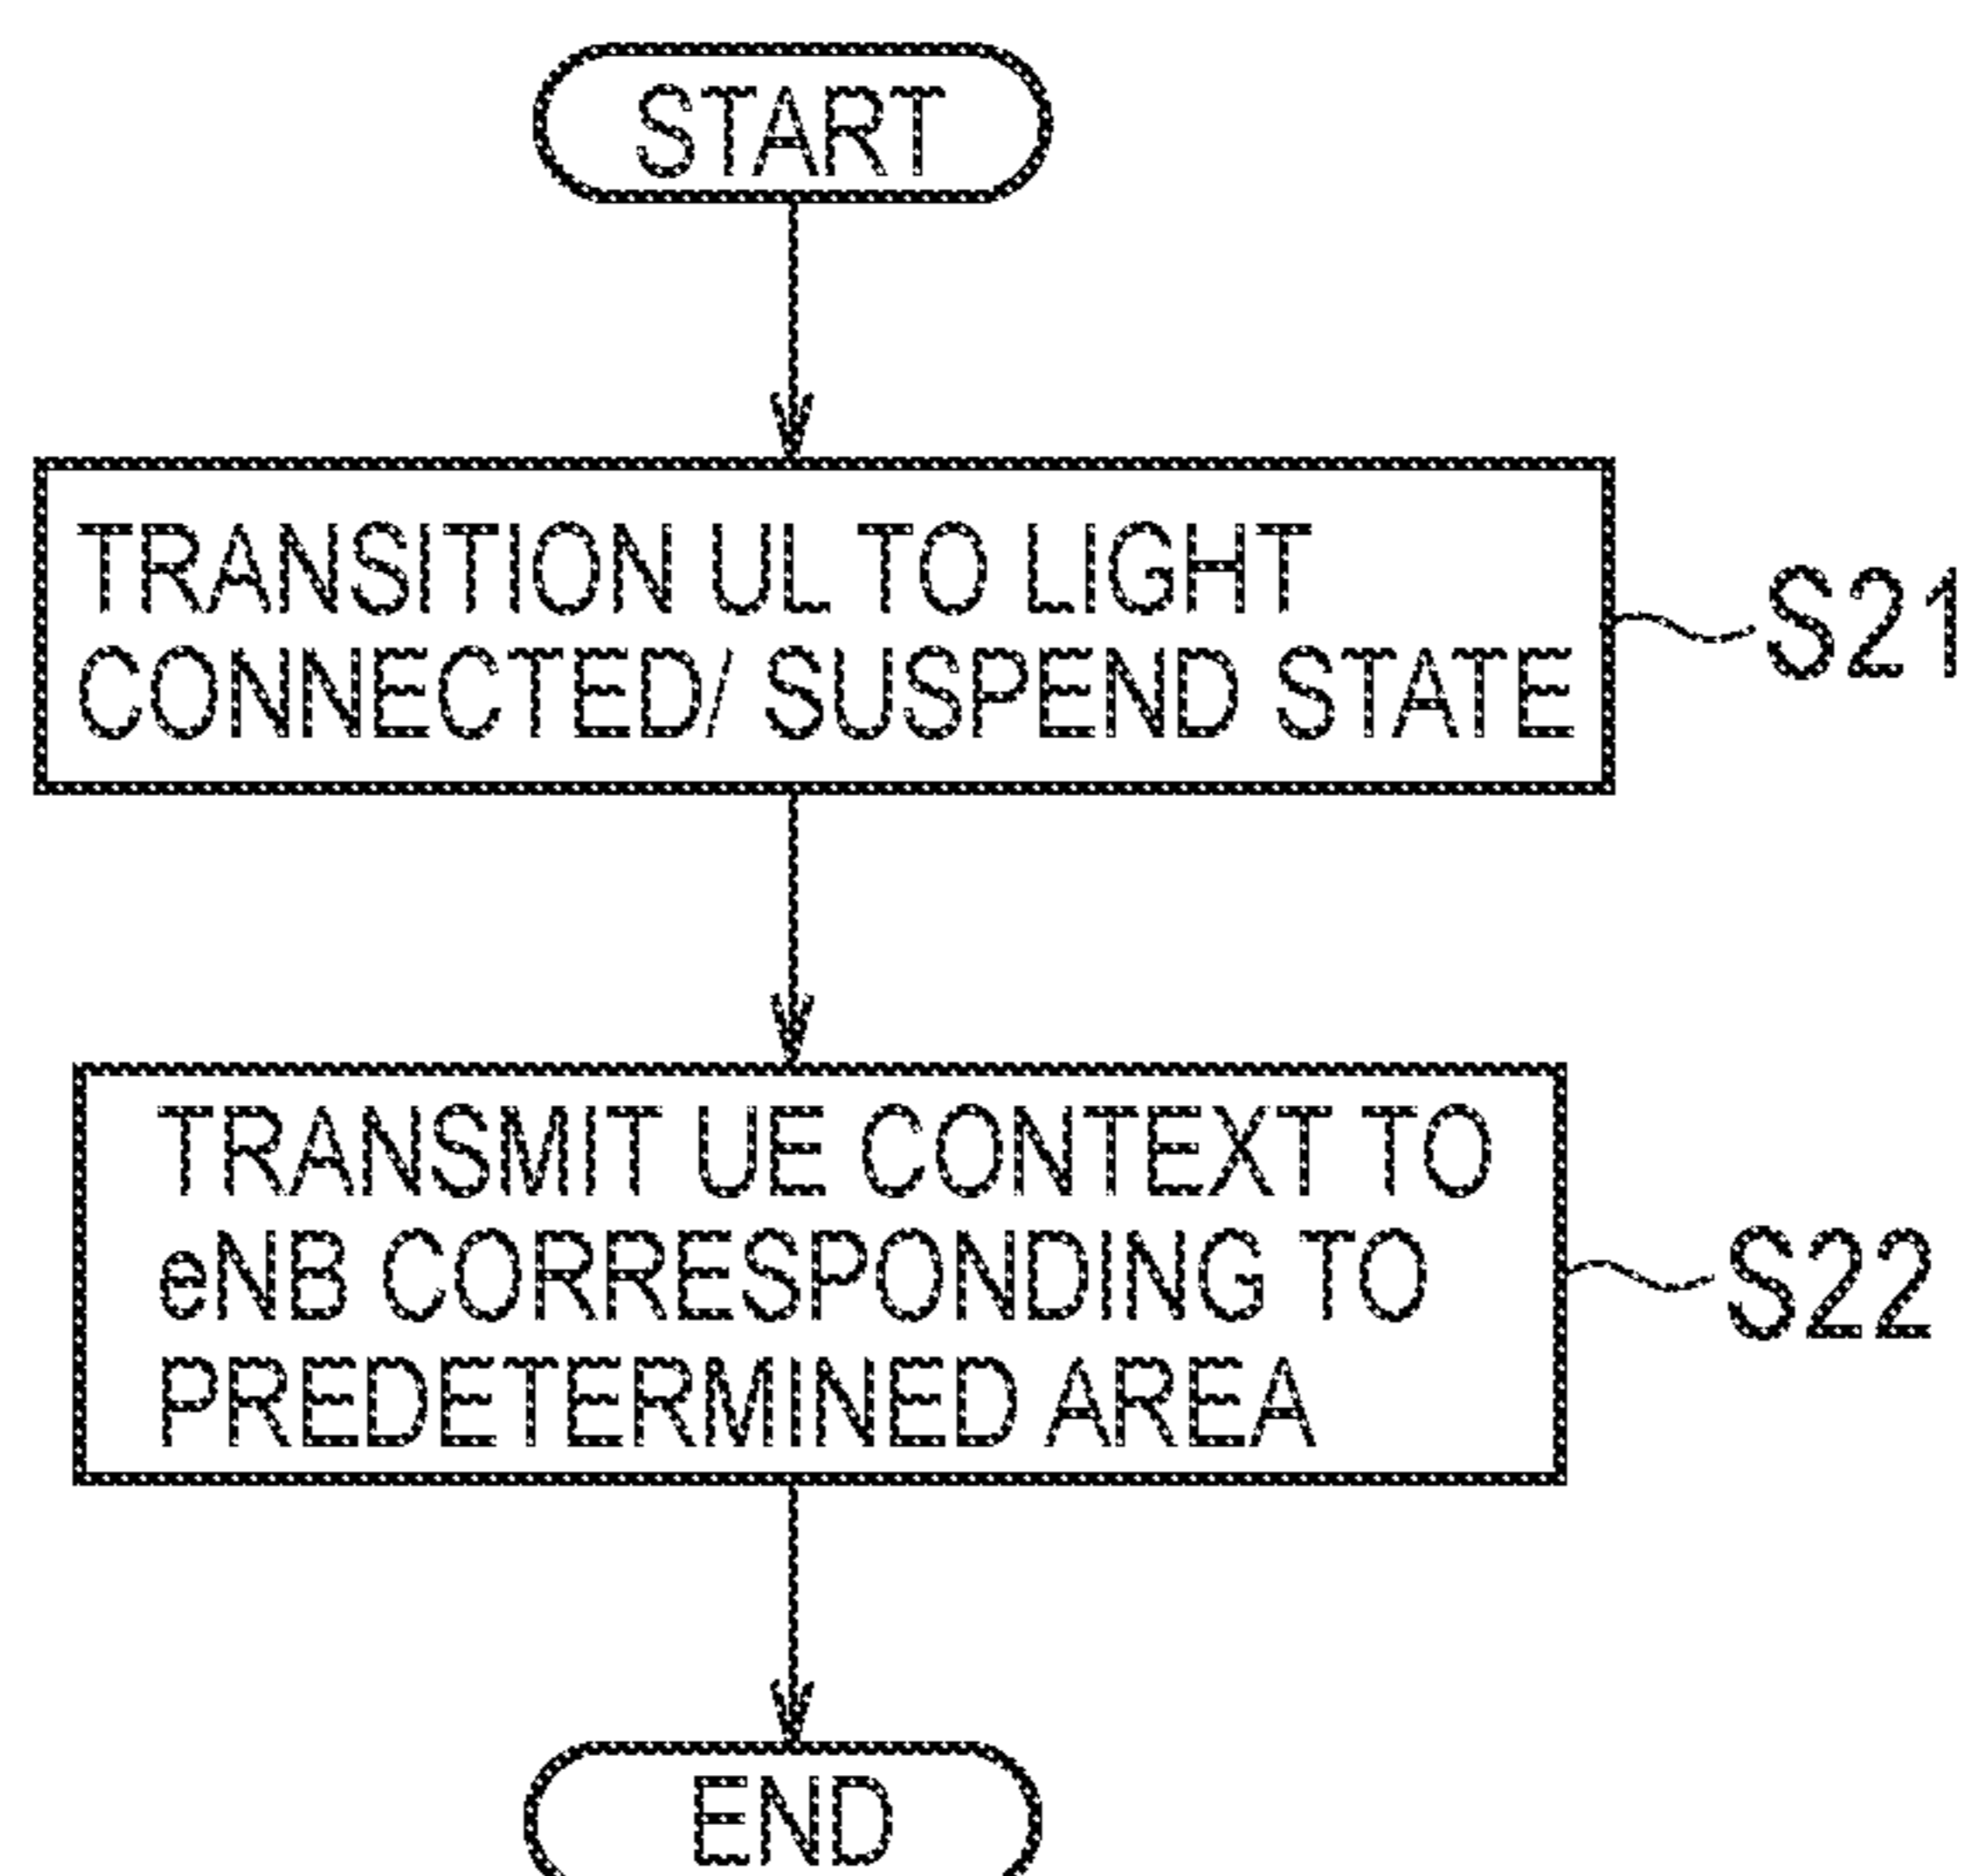 START
TRANSITION UL TO LIGHT
CONNECTED/ SUSPEND STATE
S21
TRANSMIT UE CONTEXT TO
eNB CORRESPONDING TO
PREDETERMINED AREA
S22
END